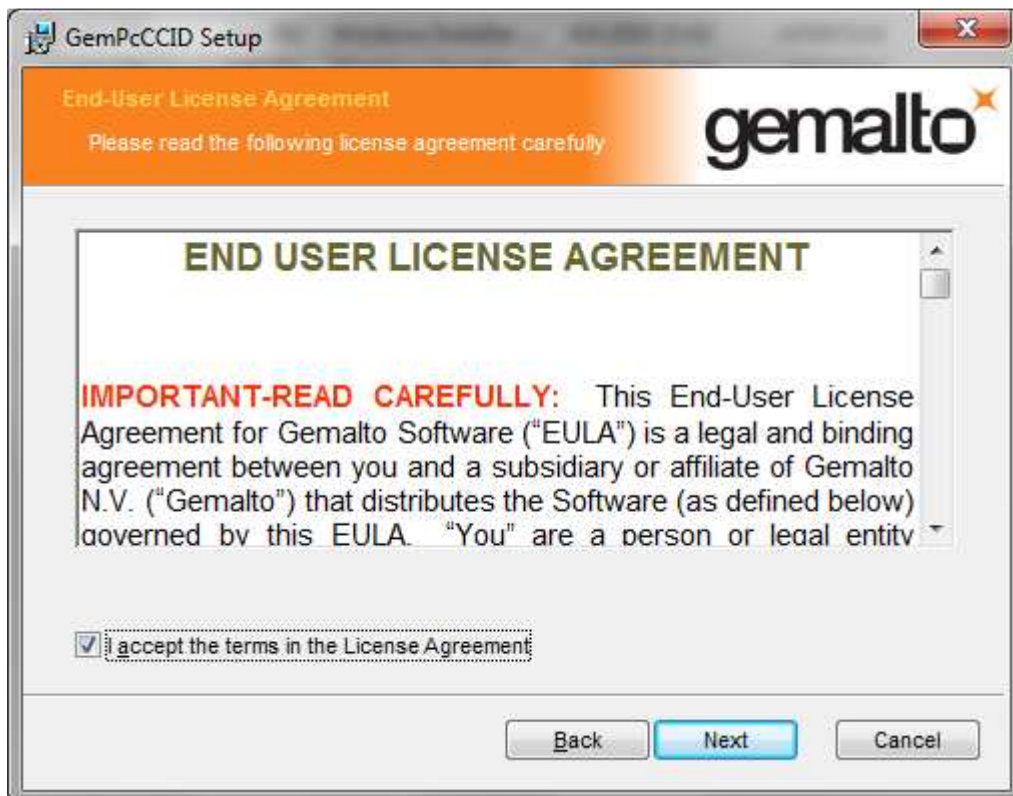 GemPcCCID Setup
End-User License Agreement
Please read the following license agreement carefully
gemalto
END USER LICENSE AGREEMENT
IMPORTANT-READ CAREFULLY: This End-User License
Agreement for Gemalto Software (“EULA”) is a legal and binding
agreement between you and a subsidiary or affiliate of Gemalto
N.V. (“Gemalto”) that distributes the Software (as defined below)
governed by this EULA. “You” are a person or legal entity
I accept the terms in the License Agreement
Back
Next
Cancel